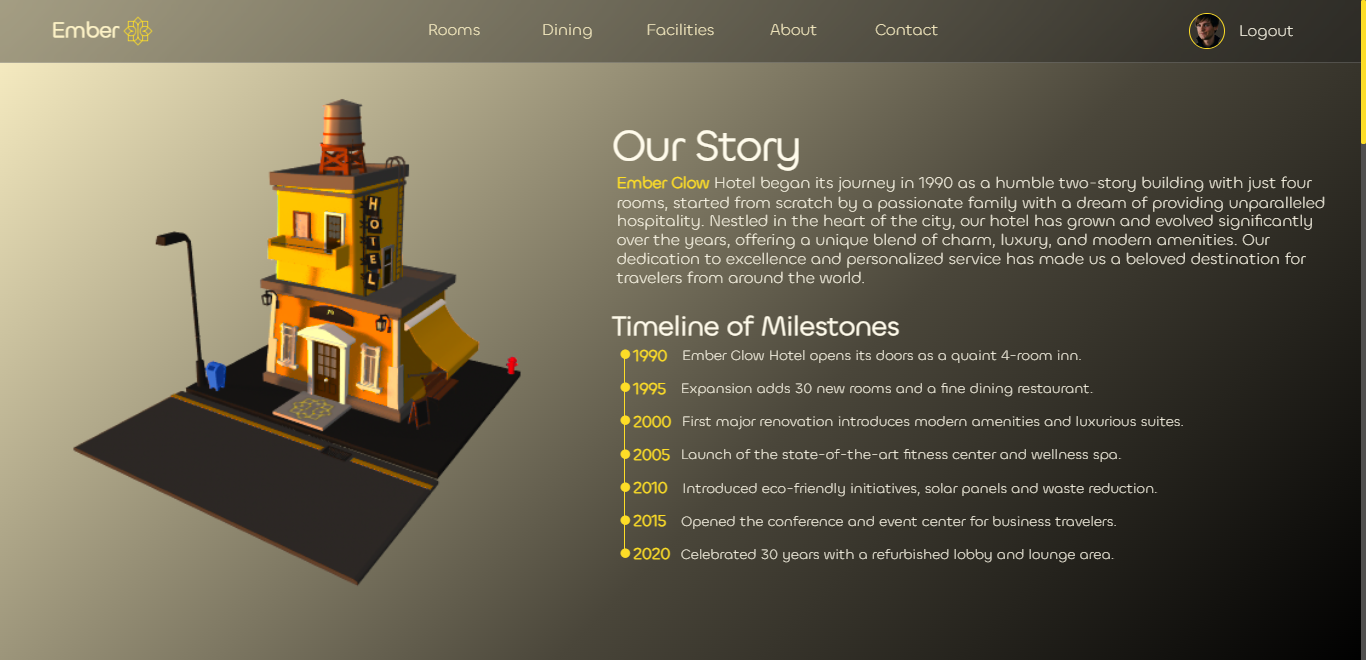 Ember
Rooms Dining Facilities About Contact
Logout
HOTEL
Our Story
Ember Glow Hotel began its journey in 1990 as a humble two-story building with just four
rooms, started from scratch by a passionate family with a dream of providing unparalleled
hospitality. Nestled in the heart of the city, our hotel has grown and evolved significantly
over the years, offering a unique blend of charm, luxury, and modern amenities. Our
dedication to excellence and personalized service has made us a beloved destination for
travelers from around the world.
Timeline of Milestones
1990 Ember Glow Hotel opens its doors as a quaint 4-room inn.
1995 Expansion adds 30 new rooms and a fine dining restaurant.
2000 First major renovation introduces modern amenities and luxurious suites.
2005 Launch of the state-of-the-art fitness center and wellness spa.
2010 Introduced eco-friendly initiatives, solar panels and waste reduction.
2015 Opened the conference and event center for business travelers.
2020 Celebrated 30 years with a refurbished lobby and lounge area.